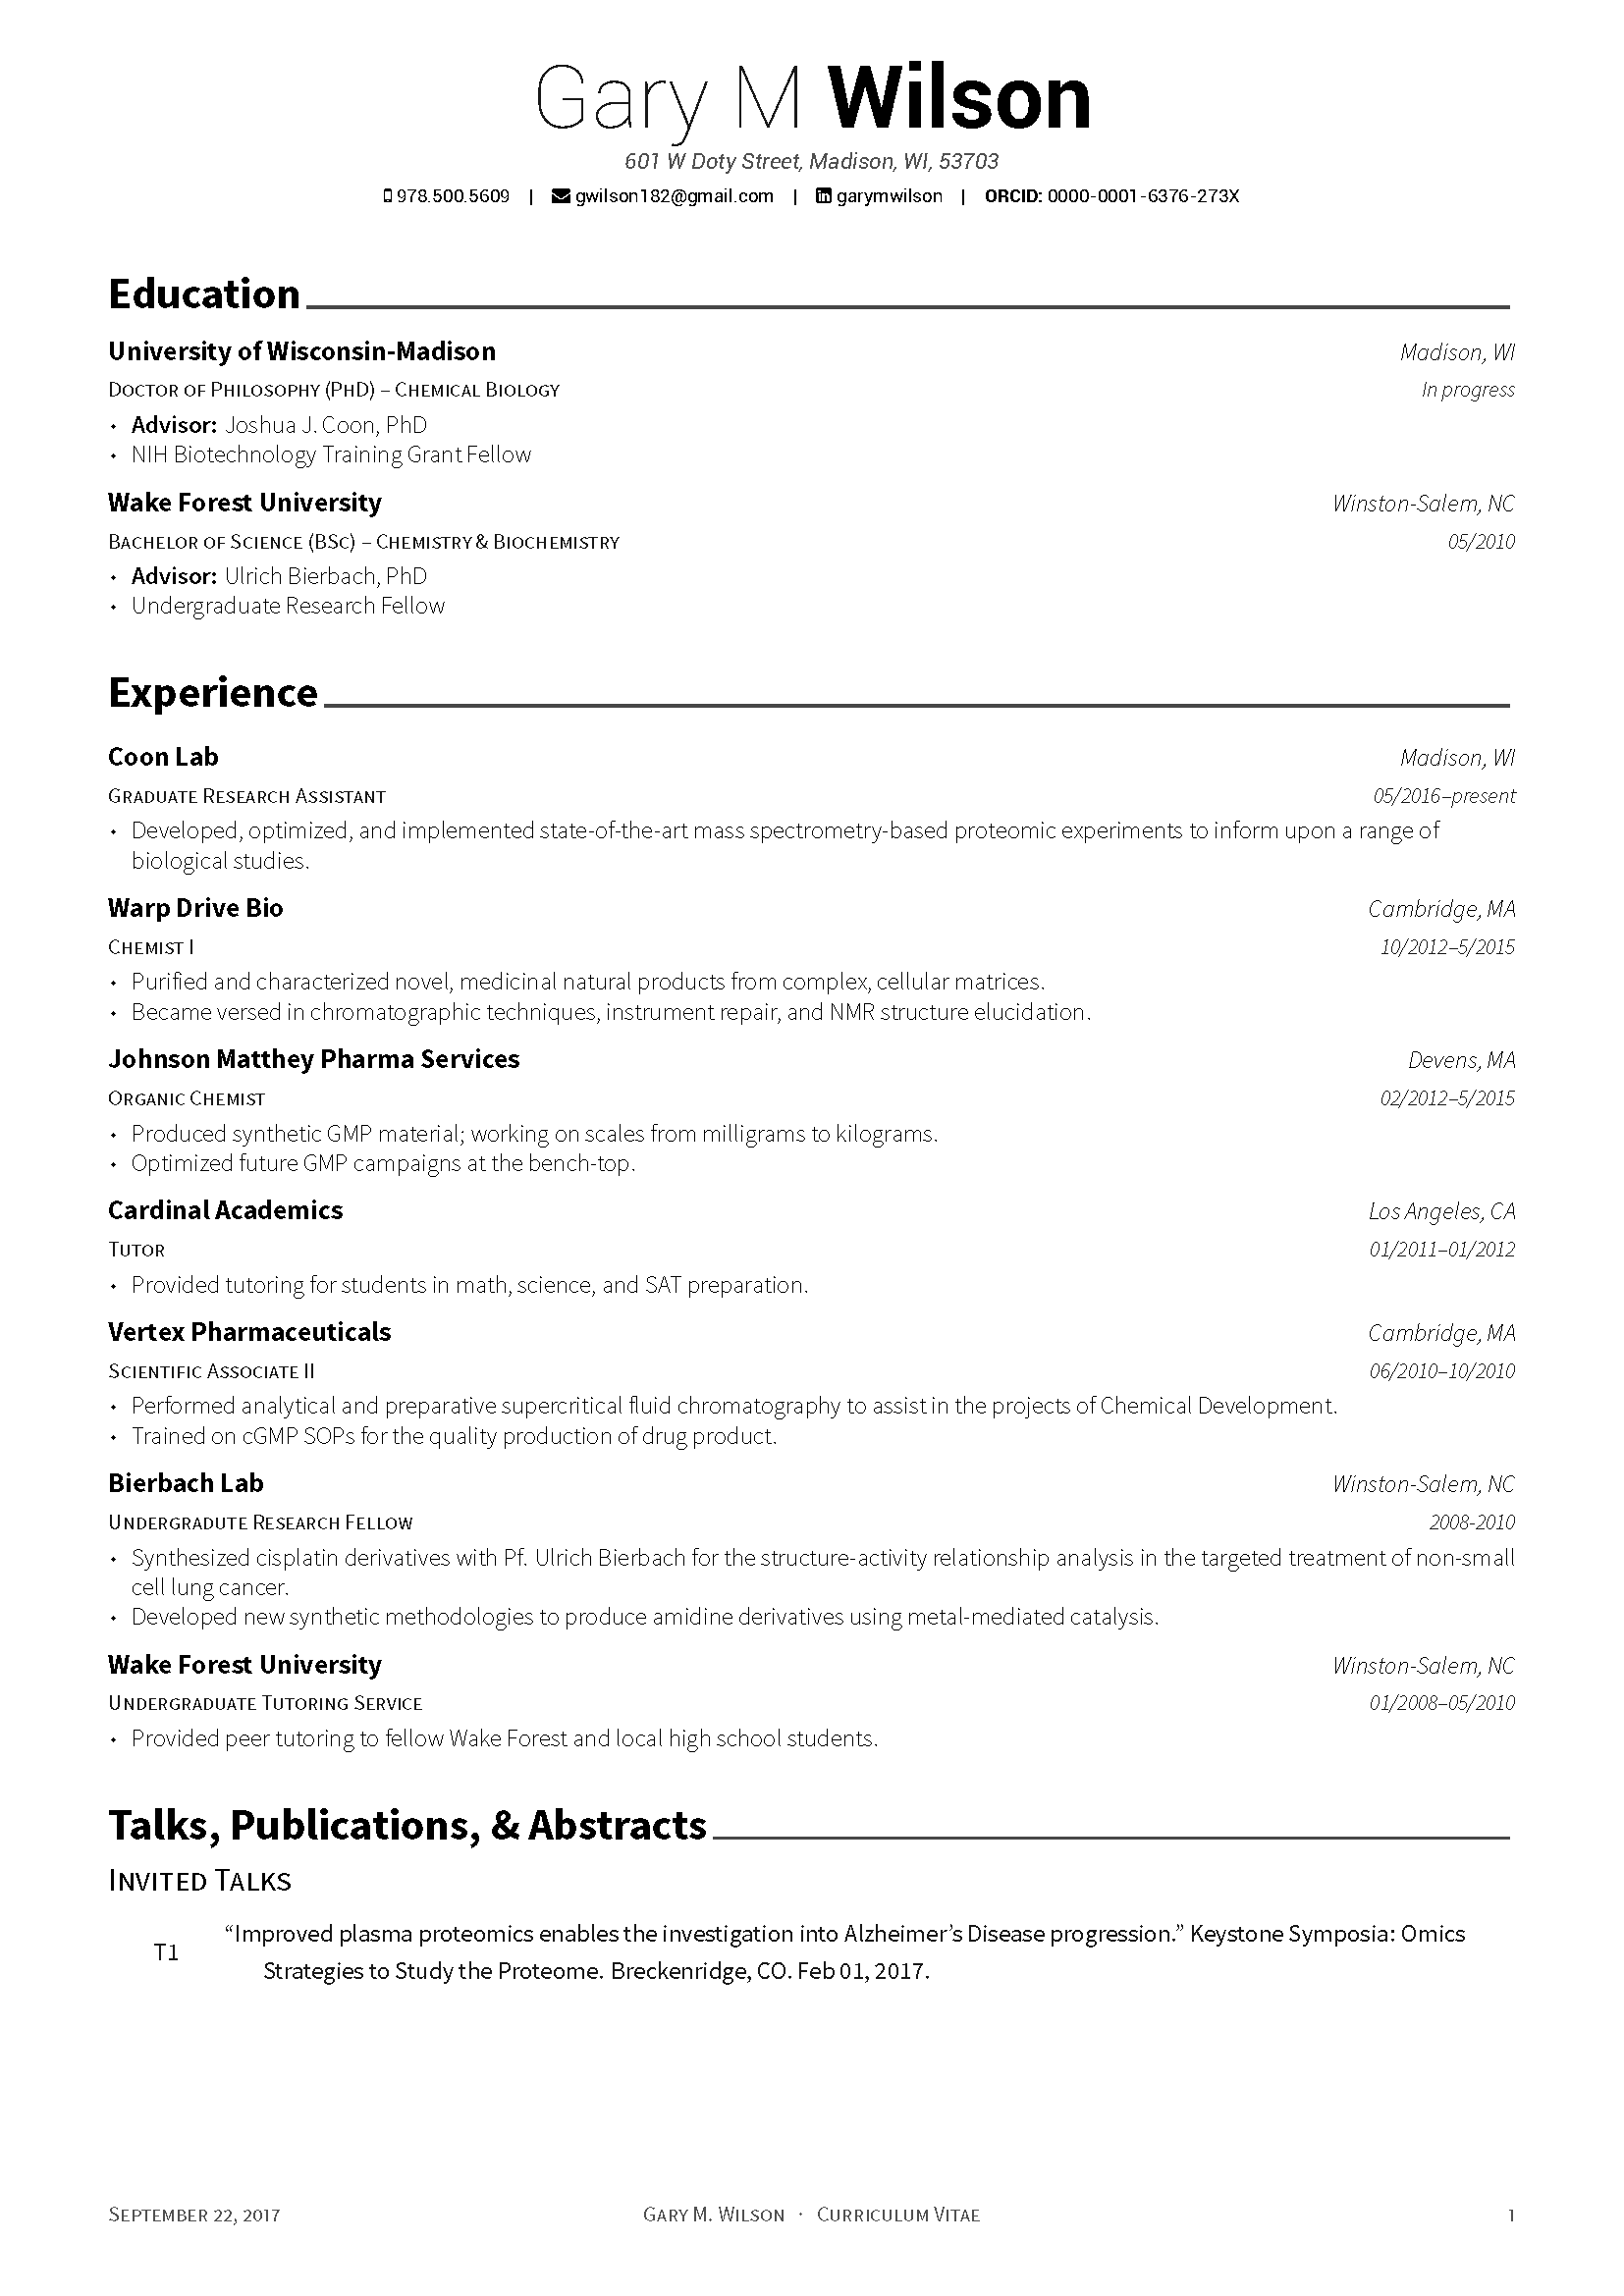 Gary M Wilson
601 W Doty Street, Madison, WI, 53703
978.500.5609 | gwilson182@gmail.com | garymwilson | ORCID: 0000-0001-6376-273X
Education
University of Wisconsin-Madison Madison, WI
Doctor of Philosophy (PhD) – Chemical Biology In progress
• Advisor: Joshua J. Coon, PhD
• NIH Biotechnology Training Grant Fellow
Wake Forest University Winston-Salem, NC
Bachelor of Science (BSc) – Chemistry & Biochemistry 05/2010
• Advisor: Ulrich Bierbach, PhD
• Undergraduate Research Fellow
Experience
Coon Lab Madison, WI
Graduate Research Assistant 05/2016–present
• Developed, optimized, and implemented state-of-the-art mass spectrometry-based proteomic experiments to inform upon a range of
biological studies.
Warp Drive Bio Cambridge, MA
Chemist I 10/2012–5/2015
• Purified and characterized novel, medicinal natural products from complex, cellular matrices.
• Became versed in chromatographic techniques, instrument repair, and NMR structure elucidation.
Johnson Matthey Pharma Services Devens, MA
Organic Chemist 02/2012–5/2015
• Produced synthetic GMP material; working on scales from milligrams to kilograms.
• Optimized future GMP campaigns at the bench-top.
Cardinal Academics Los Angeles, CA
Tutor 01/2011–01/2012
• Provided tutoring for students in math, science, and SAT preparation.
Vertex Pharmaceuticals Cambridge, MA
Scientific Associate II 06/2010–10/2010
• Performed analytical and preparative supercritical fluid chromatography to assist in the projects of Chemical Development.
• Trained on cGMP SOPs for the quality production of drug product.
Bierbach Lab Winston-Salem, NC
Undergradute Research Fellow 2008-2010
• Synthesized cisplatin derivatives with Pf. Ulrich Bierbach for the structure-activity relationship analysis in the targeted treatment of non-small
cell lung cancer.
• Developed new synthetic methodologies to produce amidine derivatives using metal-mediated catalysis.
Wake Forest University Winston-Salem, NC
Undergraduate Tutoring Service 01/2008–05/2010
• Provided peer tutoring to fellow Wake Forest and local high school students.
Talks, Publications, & Abstracts
Invited Talks
T1 “Improved plasma proteomics enables the investigation into Alzheimer’s Disease progression.” Keystone Symposia: Omics
Strategies to Study the Proteome. Breckenridge, CO. Feb 01, 2017.
September 22, 2017 Gary M. Wilson · Curriculum Vitae 1